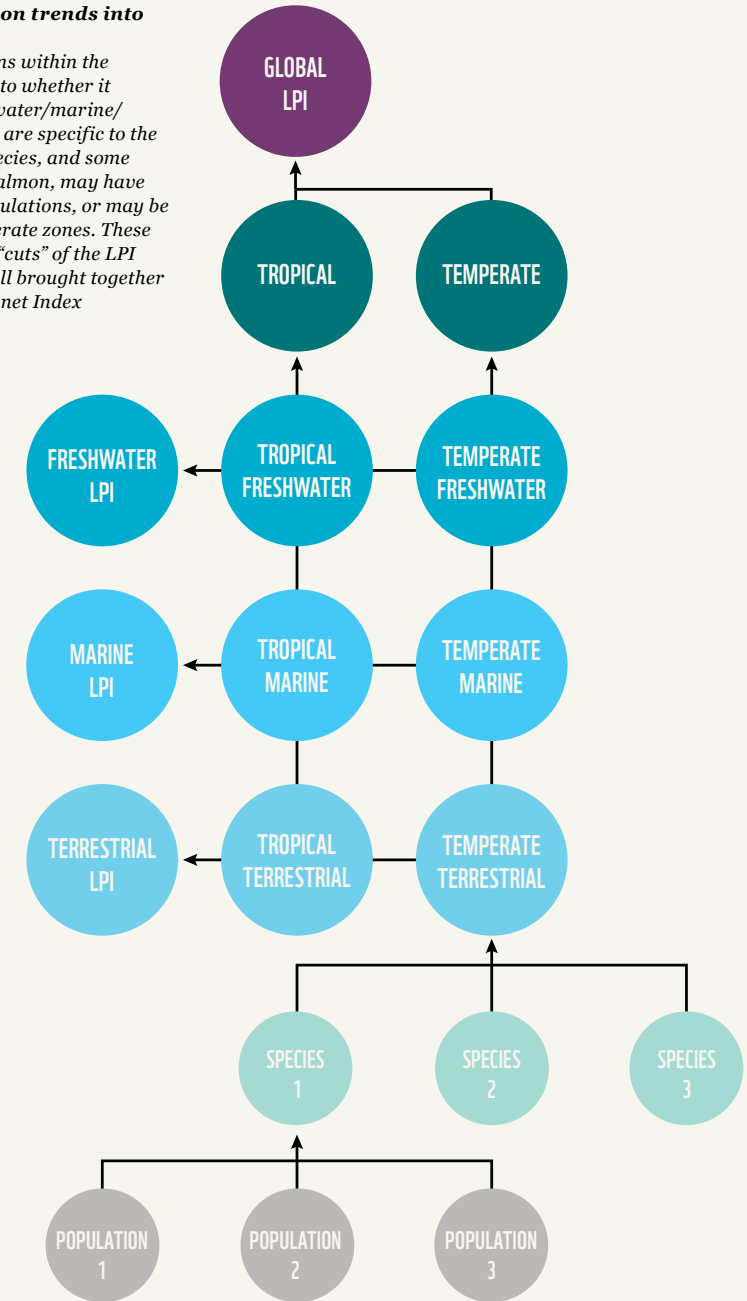 on trends into
ns within the
to whether it
vater/marine/
are specific to the
ecies, and some
almon, may have
pulations, or may be
erate zones. These
“cuts” of the LPI
ll brought together
net Index
GLOBAL
LPI
TROPICAL
TEMPERATE
FRESHWATER
LPI
TROPICAL
FRESHWATER
TEMPERATE
FRESHWATER
MARINE
LPI
TROPICAL
MARINE
TEMPERATE
MARINE
TERRESTRIAL
LPI
TROPICAL
TERRESTRIAL
TEMPERATE
TERRESTRIAL
SPECIES
1
SPECIES
2
SPECIES
3
POPULATION
1
POPULATION
2
POPULATION
3